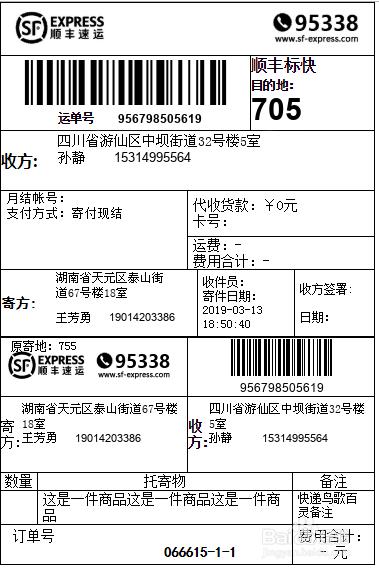 SF EXPRESS
顺丰速运
95338
www.sf-express.com
顺丰标快
目的地:
705
运单号 956798505619
收方:
四川省游仙区中坝街道32号楼5室
孙静 15314995564
月结帐号:
支付方式: 寄付现结
代收货款: ¥0元
卡号:
运费: -
费用合计: -
寄方:
湖南省天元区泰山街
道67号楼18室
王芳勇 19014203386
收件员:
寄件日期:
2019-03-13
18:50:40
收方签署:
日期:
原寄地: 755
SF EXPRESS
顺丰速运
95338
www.sf-express.com
956798505619
寄方:
湖南省天元区泰山街道67号楼
18室
王芳勇 19014203386
收方:
四川省游仙区中坝街道32号楼
5室
孙静 15314995564
数量 托寄物 备注
这是一件商品这是一件商品这是一件商
品
快递鸟歌百
灵备注
订单号
066615-1-1
费用合计:
- 元